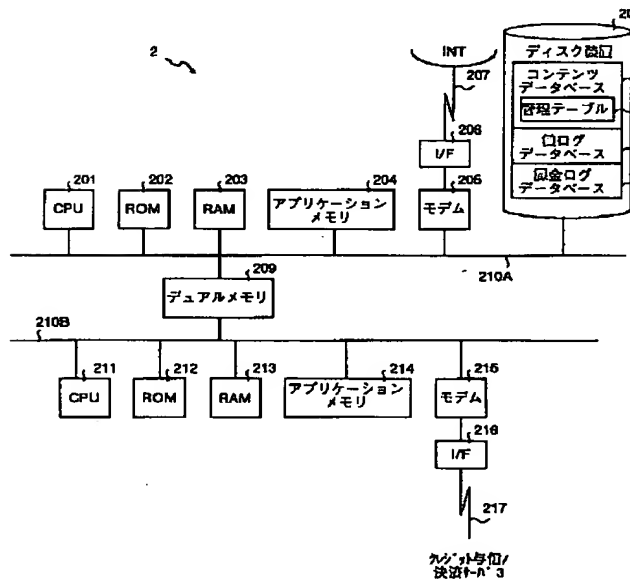 2
INT
207
206
I/F
ディスク装置
コンテンツ
データベース
管理テーブル
ログ
データベース
課金ログ
データベース
201
CPU
202
ROM
203
RAM
204
アプリケーション
メモリ
205
モデム
210A
209
デュアルメモリ
210B
211
CPU
212
ROM
213
RAM
214
アプリケーション
メモリ
215
モデム
216
I/F
217
クレジット与信/
決済サーバ 3